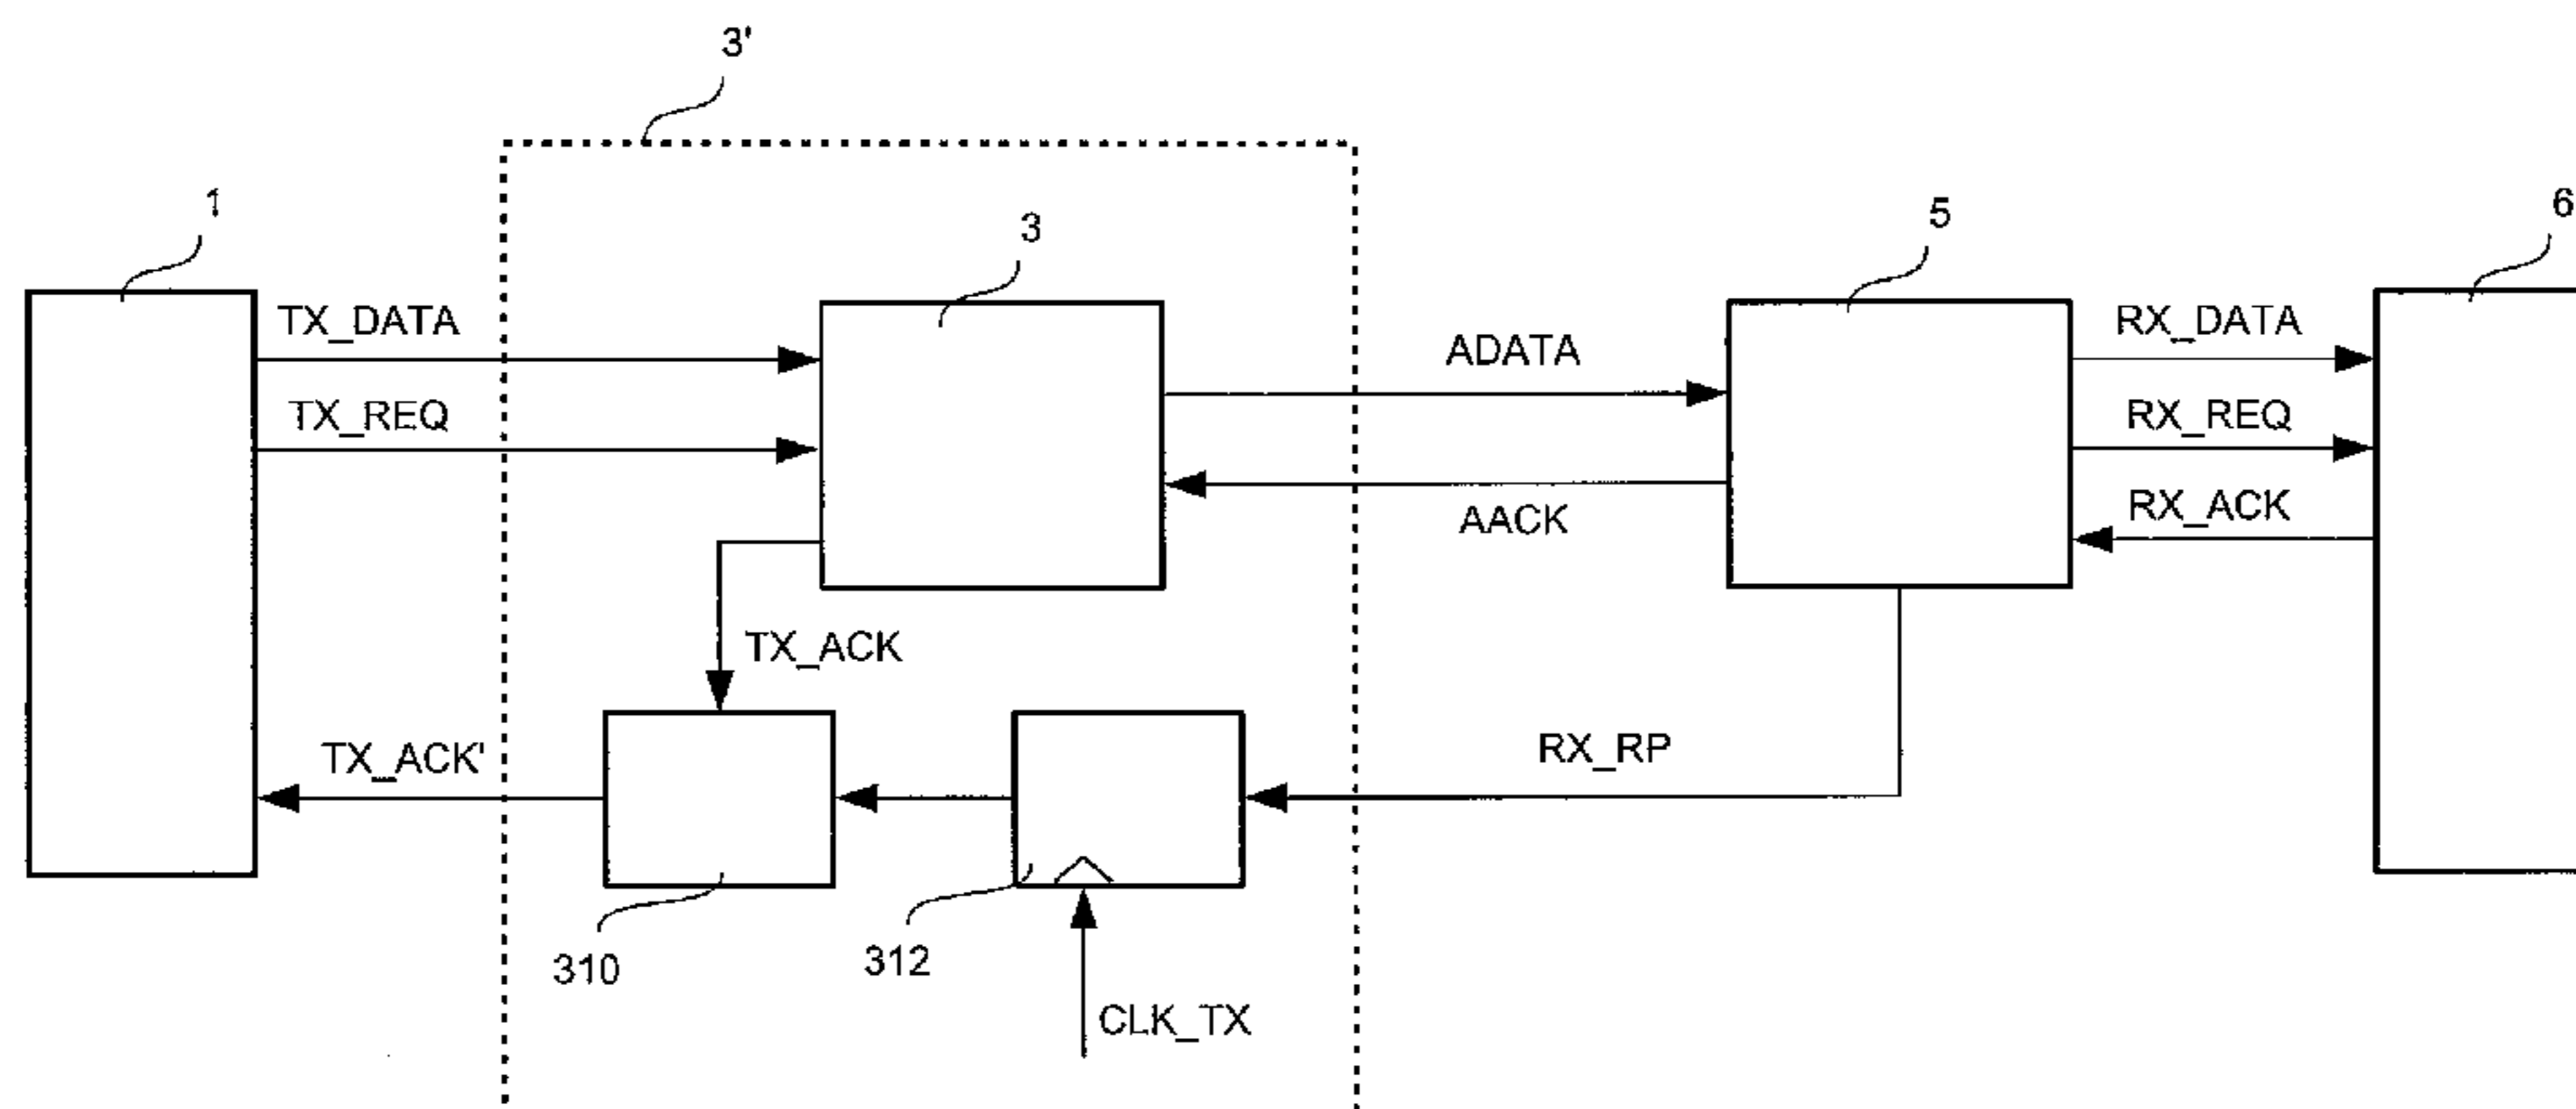 3'
1
3
5
6
TX_DATA
ADATA
RX_DATA
TX_REQ
RX_REQ
AACK
RX_ACK
TX_ACK
TX_ACK'
RX_RP
310
312
CLK_TX